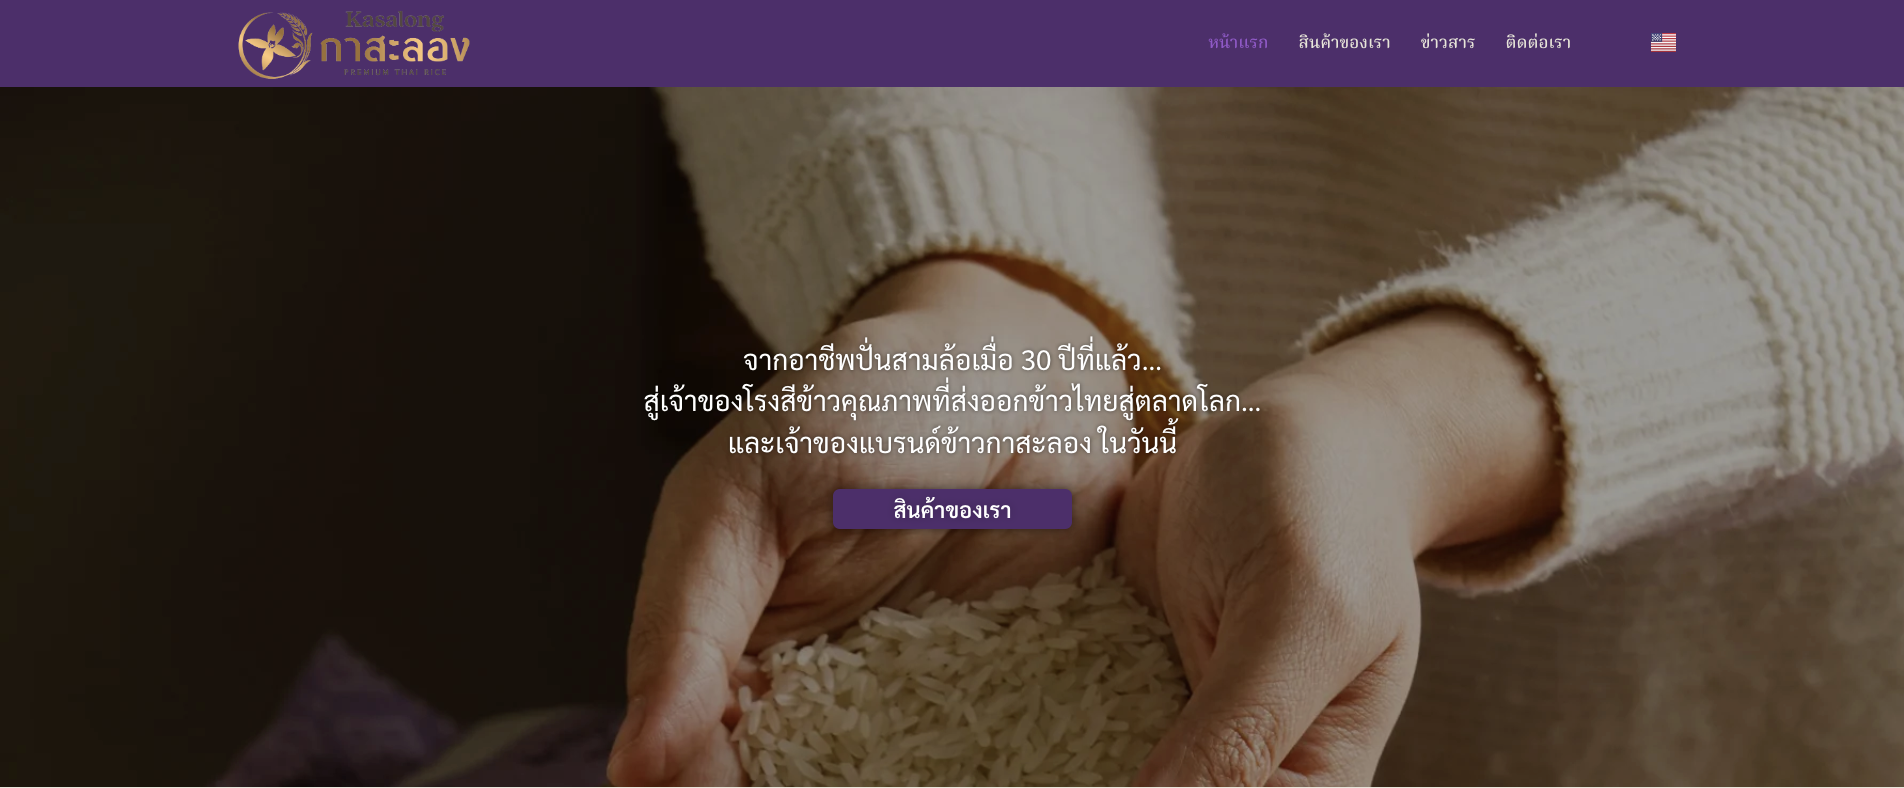 Kasalong
กาสะลอง
PREMIUM THAI RICE
หน้าแรก
สินค้าของเรา
ข่าวสาร
ติดต่อเรา
จากอาชีพปั่นสามล้อเมื่อ 30 ปีที่แล้ว...
สู่เจ้าของโรงสีข้าวคุณภาพที่ส่งออกข้าวไทยสู่ตลาดโลก...
และเจ้าของแบรนด์ข้าวกาสะลอง ในวันนี้
สินค้าของเรา